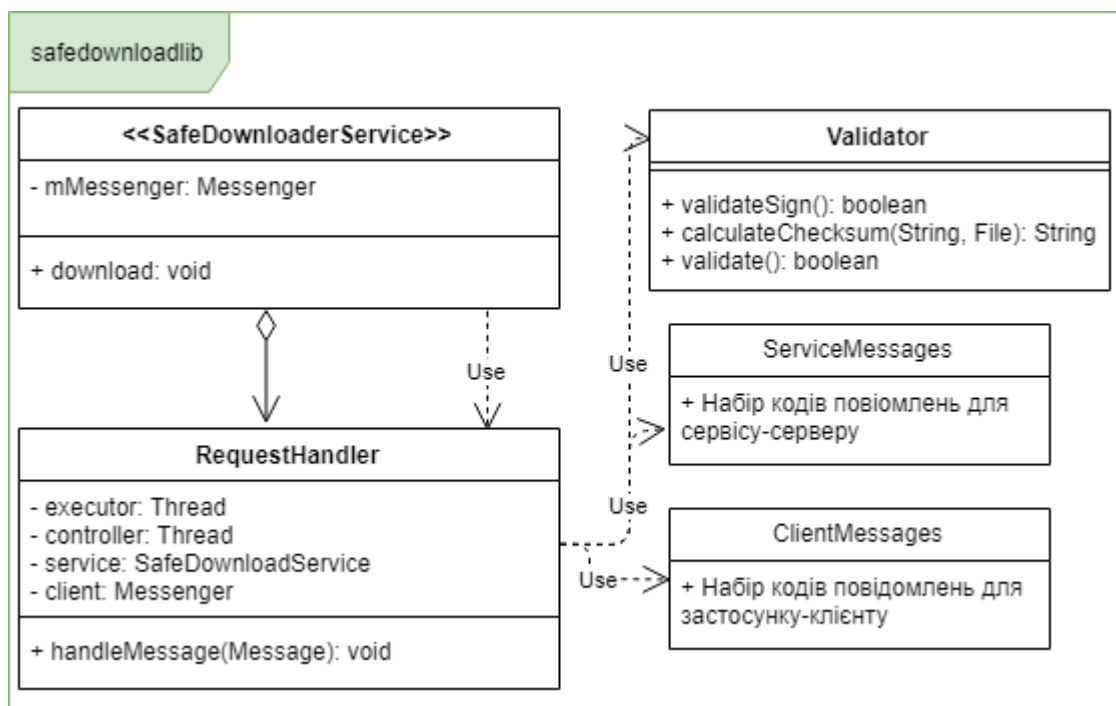 safedownloadlib
<<SafeDownloaderService>>
- mMessenger: Messenger
+ download: void
Use
RequestHandler
- executor: Thread
- controller: Thread
- service: SafeDownloadService
- client: Messenger
+ handleMessage(Message): void
Validator
+ validateSign(): boolean
+ calculateChecksum(String, File): String
+ validate(): boolean
Use
ServiceMessages
+ Набір кодів повіомлень для
сервісу-серверу
Use
ClientMessages
+ Набір кодів повідомлень для
застосунку-клієнту
Use